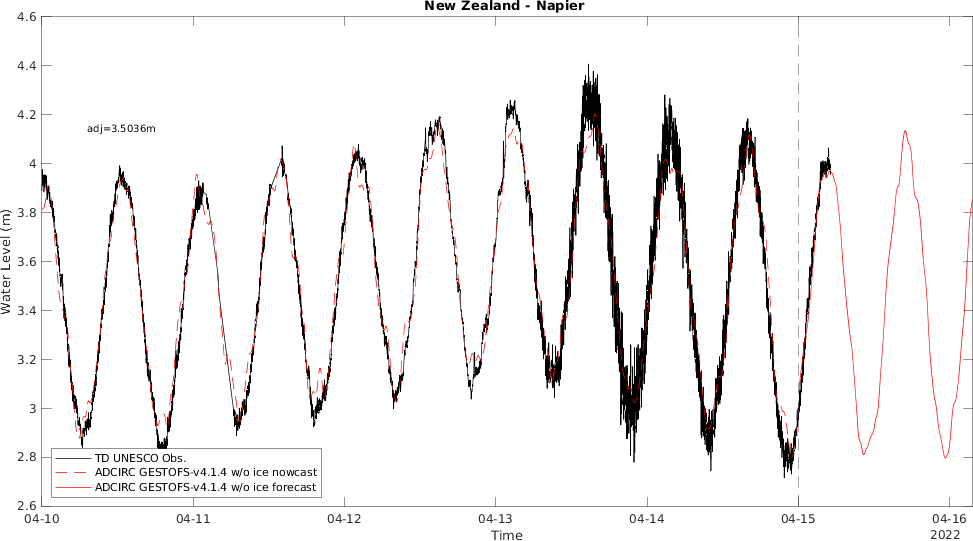 New Zealand - Napier
4.6
4.4
4.2
4
3.8
3.6
3.4
3.2
3
2.8
2.6
Water Level (m)
adj=3.5036m
TD UNESCO Obs.
ADCIRC GESTOFS-v4.1.4 w/o ice nowcast
ADCIRC GESTOFS-v4.1.4 w/o ice forecast
04-10
04-11
04-12
04-13
04-14
04-15
04-16
Time
2022